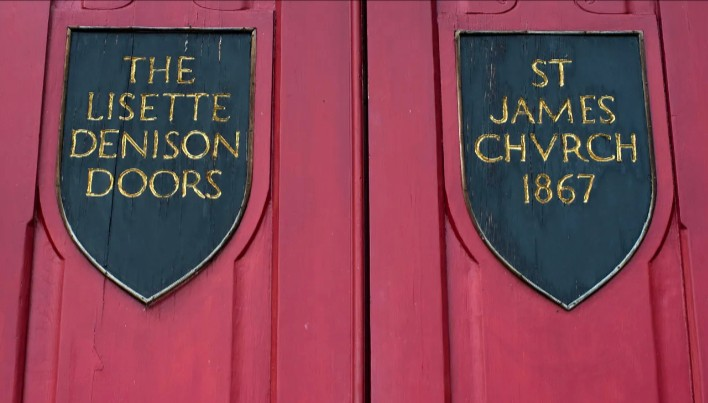 THE
LISETTE
DENISON
DOORS
ST
JAMES
CHVRCH
1867